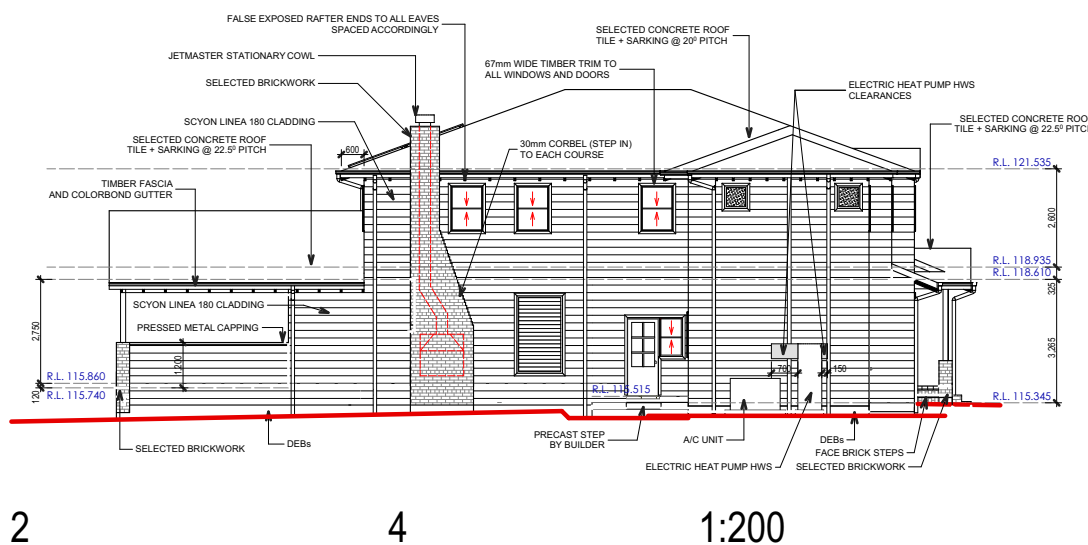 FALSE EXPOSED RAFTER ENDS TO ALL EAVES
SPACED ACCORDINGLY
SELECTED CONCRETE ROOF
TILE + SARKING @ 20⁰ PITCH
JETMASTER STATIONARY COWL
67mm WIDE TIMBER TRIM TO
ALL WINDOWS AND DOORS
SELECTED BRICKWORK
ELECTRIC HEAT PUMP HWS
CLEARANCES
SCYON LINEA 180 CLADDING
SELECTED CONCRETE ROO
TILE + SARKING @ 22.5⁰ PITCH
SELECTED CONCRETE ROOF
TILE + SARKING @ 22.5⁰ PITCH
600
30mm CORBEL (STEP IN)
TO EACH COURSE
R.L. 121.535
TIMBER FASCIA
AND COLORBOND GUTTER
2,600
R.L. 118.935
R.L. 118.610
325
SCYON LINEA 180 CLADDING
2,750
PRESSED METAL CAPPING
3,265
1,200
R.L. 115.860
700
150
R.L. 115.515
120
R.L. 115.740
R.L. 115.345
SELECTED BRICKWORK
DEBs
PRECAST STEP
BY BUILDER
A/C UNIT
DEBs
FACE BRICK STEPS
ELECTRIC HEAT PUMP HWS
SELECTED BRICKWORK
2
4
1:200